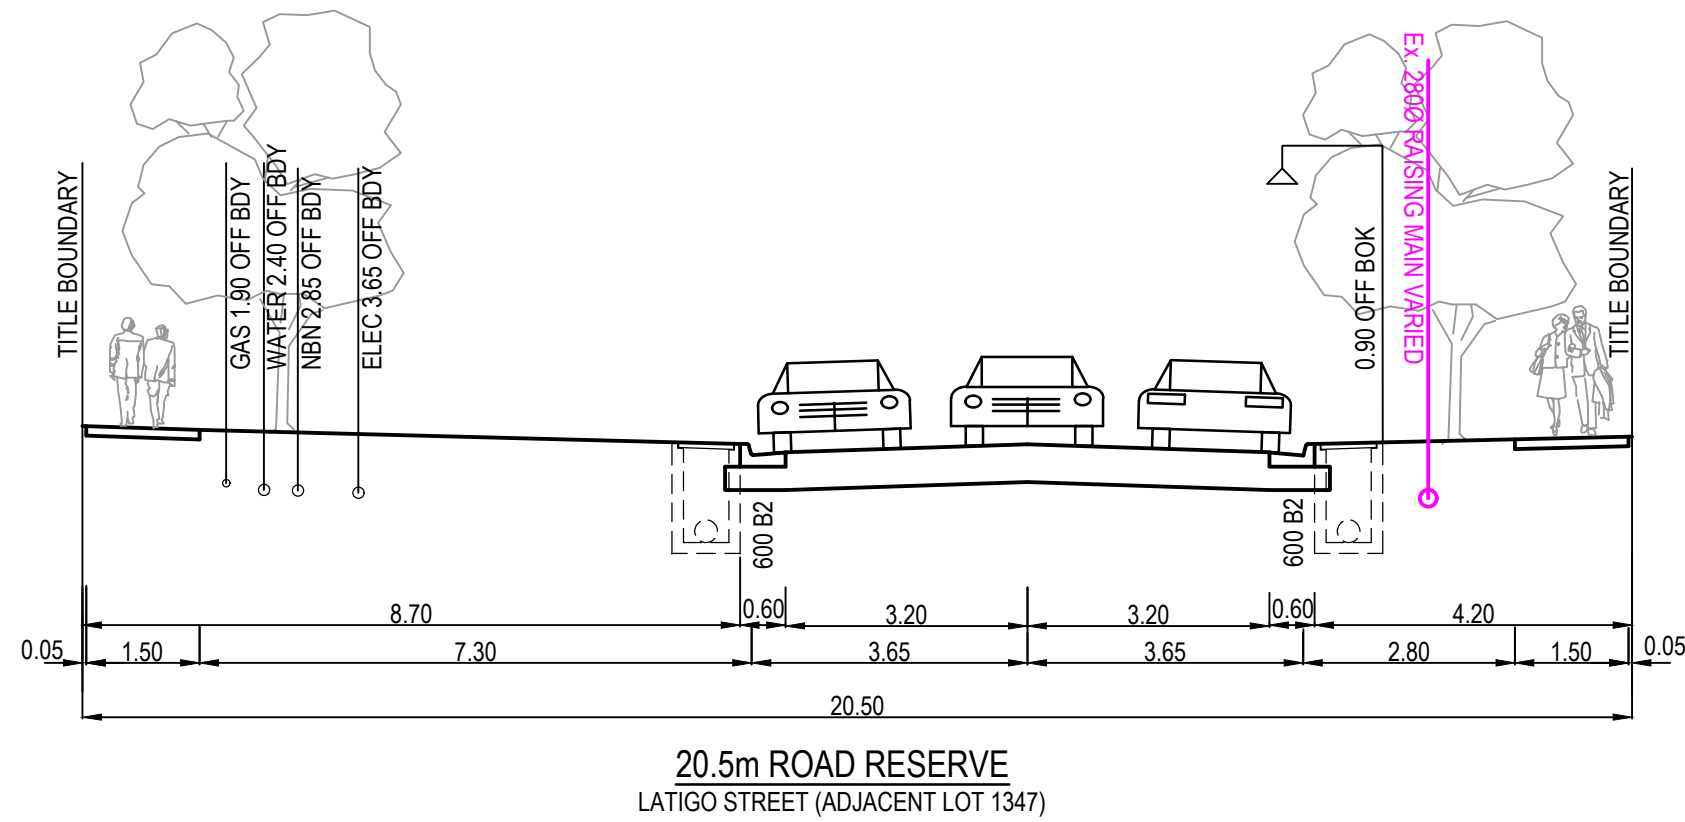 TITLE BOUNDARY
GAS 1.90 OFF BDY
WATER 2.40 OFF BDY
NBN 2.85 OFF BDY
ELEC 3.65 OFF BDY
0.90 OFF BOK
Ex. 280Ø RAISING MAIN VARIED
TITLE BOUNDARY
600 B2
600 B2
8.70 0.60 3.20 3.20 0.60 4.20
0.05 1.50 7.30 3.65 3.65 2.80 1.50 0.05
20.50
20.5m ROAD RESERVE
LATIGO STREET (ADJACENT LOT 1347)